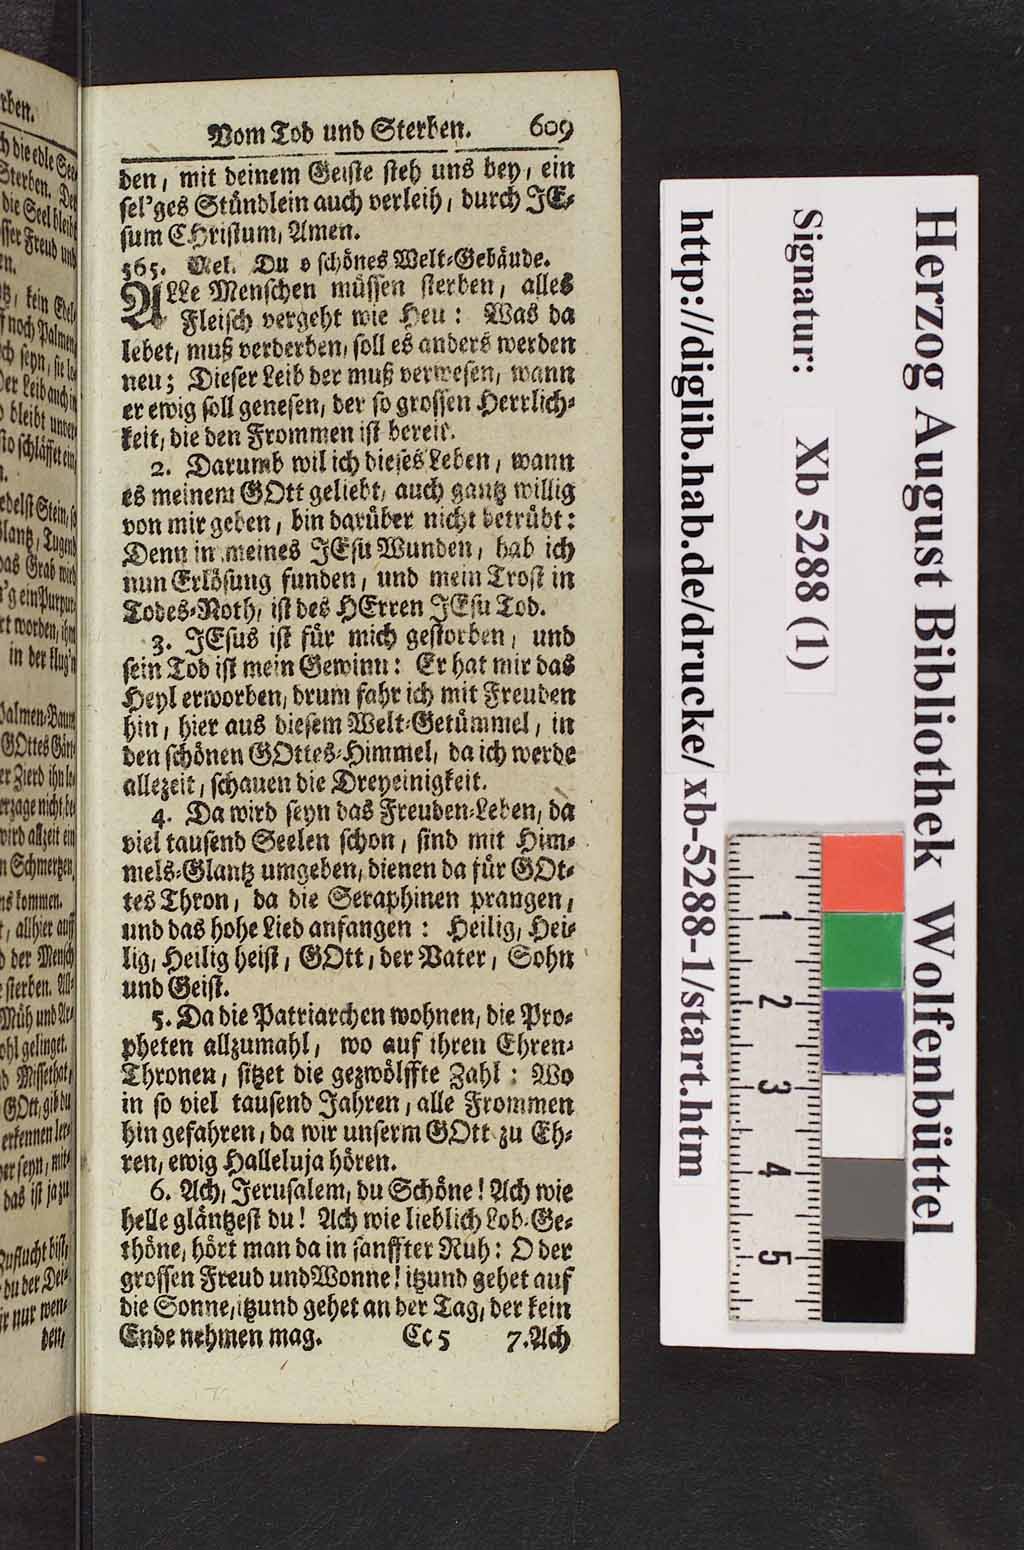 Vom Tod und Sterben. 609
den, mit deinem Geiste steh uns bey, ein
sel'ges Stündlein auch verleih, durch JE-
sum CHristum, Amen.
565. Mel. Du o schönes Welt-Gebäude.
ALLe Menschen müssen sterben, alles
Fleisch vergeht wie Heu: Was da
lebet, muß verderben, soll es anders werden
neu; Dieser Leib der muß verwesen, wann
er ewig soll genesen, der so grossen Herrlich-
keit, die den Frommen ist bereit.
2. Darumb wil ich dieses Leben, wann
es meinem GOtt geliebt, auch gantz willig
von mir geben, bin darüber nicht betrübt:
Denn in meines JEsu Wunden, hab ich
nun Erlösung funden, und mein Trost in
Todes-Noth, ist des HErren JEsu Tod.
3. JEsus ist für mich gestorben, und
sein Tod ist mein Gewinn: Er hat mir das
Heyl erworben, drum fahr ich mit Freuden
hin, hier aus diesem Welt-Getümmel, in
den schönen GOttes-Himmel, da ich werde
allezeit, schauen die Dreyeinigkeit.
4. Da wird seyn das Freuden-Leben, da
viel tausend Seelen schon, sind mit Him-
mels-Glantz umgeben, dienen da für GOt-
tes Thron, da die Seraphinen prangen,
und das hohe Lied anfangen: Heilig, Hei-
lig, Heilig heist, GOtt, der Vater, Sohn
und Geist.
5. Da die Patriarchen wohnen, die Pro-
pheten allzumahl, wo auf ihren Ehren-
Thronen, sitzet die gezwölffte Zahl: Wo
in so viel tausend Jahren, alle Frommen
hin gefahren, da wir unserm GOtt zu Eh-
ren, ewig Halleluja hören.
6. Ach, Jerusalem, du Schöne! Ach wie
helle gläntzest du! Ach wie lieblich Lob-Ge-
thöne, hört man da in sanffter Ruh: O der
grossen Freud und Wonne! itzund gehet auf
die Sonne, itzund gehet an der Tag, der kein
Ende nehmen mag. Cc 5 7. Ach
Herzog August Bibliothek Wolfenbüttel
Signatur: Xb 5288 (1)
http://diglib.hab.de/drucke/ xb-5288-1/start.htm
1
2
3
4
5